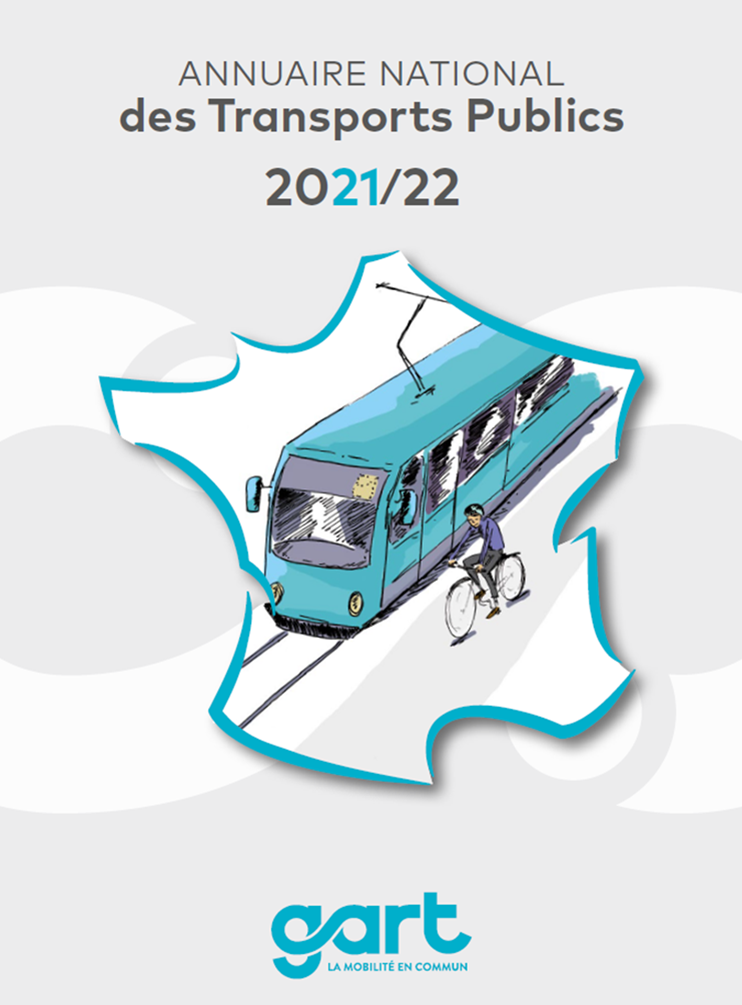 ANNUAIRE NATIONAL
des Transports Publics
2021/22
gart
LA MOBILITÉ EN COMMUN